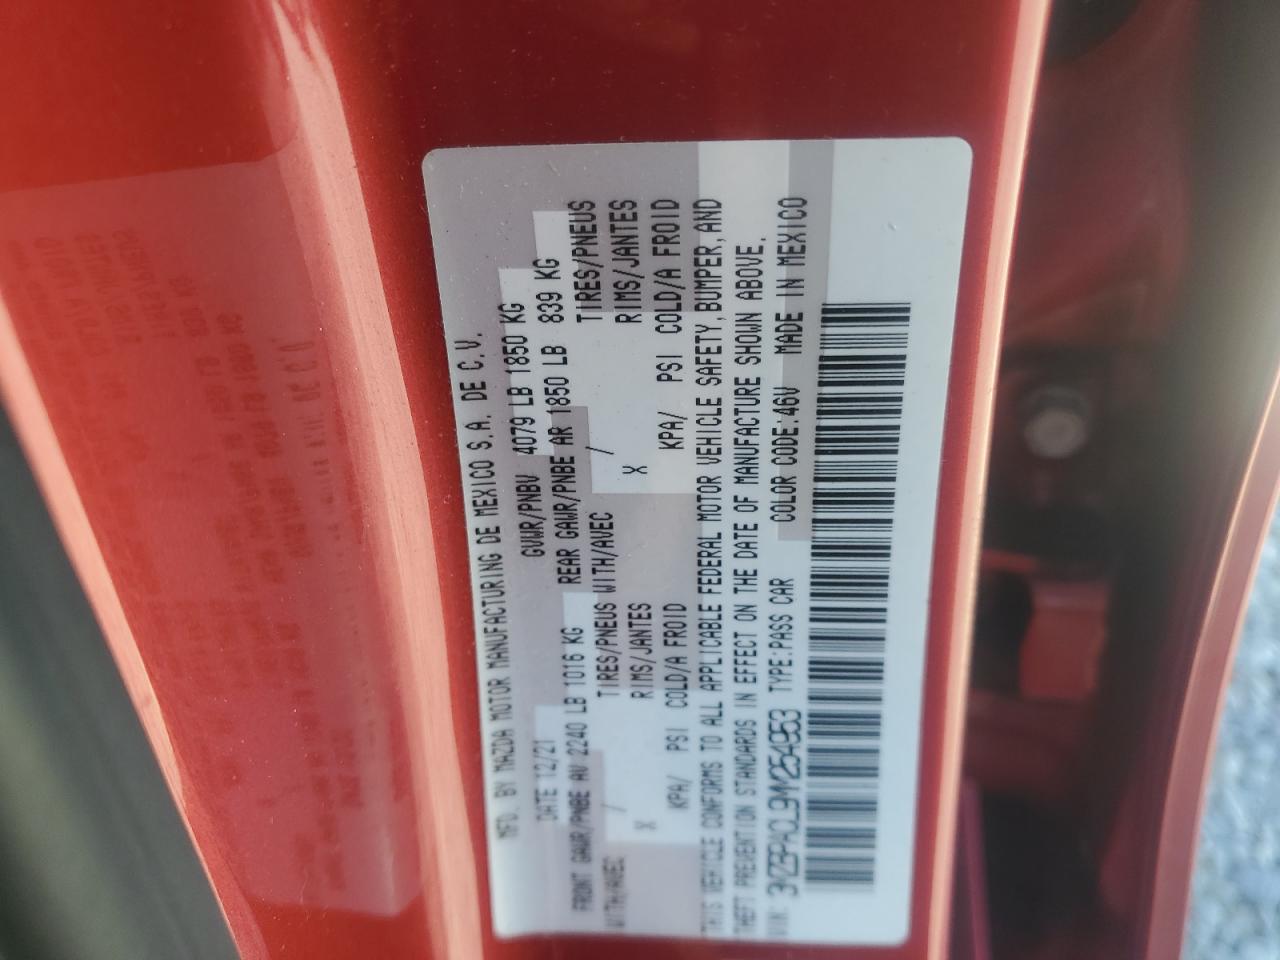 MFD. BY MAZDA MOTOR MANUFACTURING DE MEXICO S.A. DE C.V.
DATE 12/21 GVWR/PNBV 4079 LB 1850 KG
FRONT GAWR/PNBE AV 2240 LB 1016 KG REAR GAWR/PNBE AR 1850 LB 839 KG
WITH/AVEC / TIRES/PNEUS WITH/AVEC / TIRES/PNEUS
X RIMS/JANTES X RIMS/JANTES
KPA/ PSI COLD/A FROID KPA/ PSI COLD/A FROID
THIS VEHICLE CONFORMS TO ALL APPLICABLE FEDERAL MOTOR VEHICLE SAFETY, BUMPER, AND
THEFT PREVENTION STANDARDS IN EFFECT ON THE DATE OF MANUFACTURE SHOWN ABOVE.
VIN: 3MZBPACL9MM254953 TYPE:PASS CAR COLOR CODE:46V MADE IN MEXICO